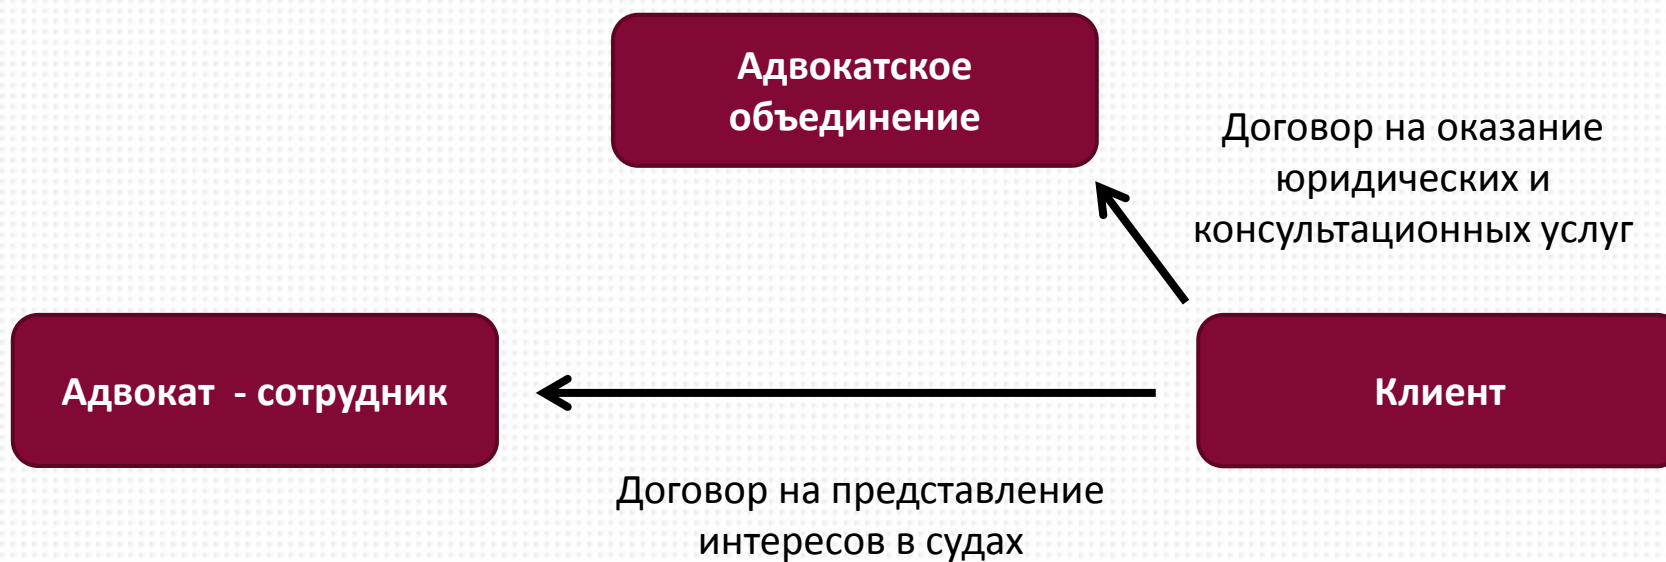 Адвокатское
объединение
Договор на оказание
юридических и
консультационных услуг
Адвокат - сотрудник
Клиент
Договор на представление
интересов в судах